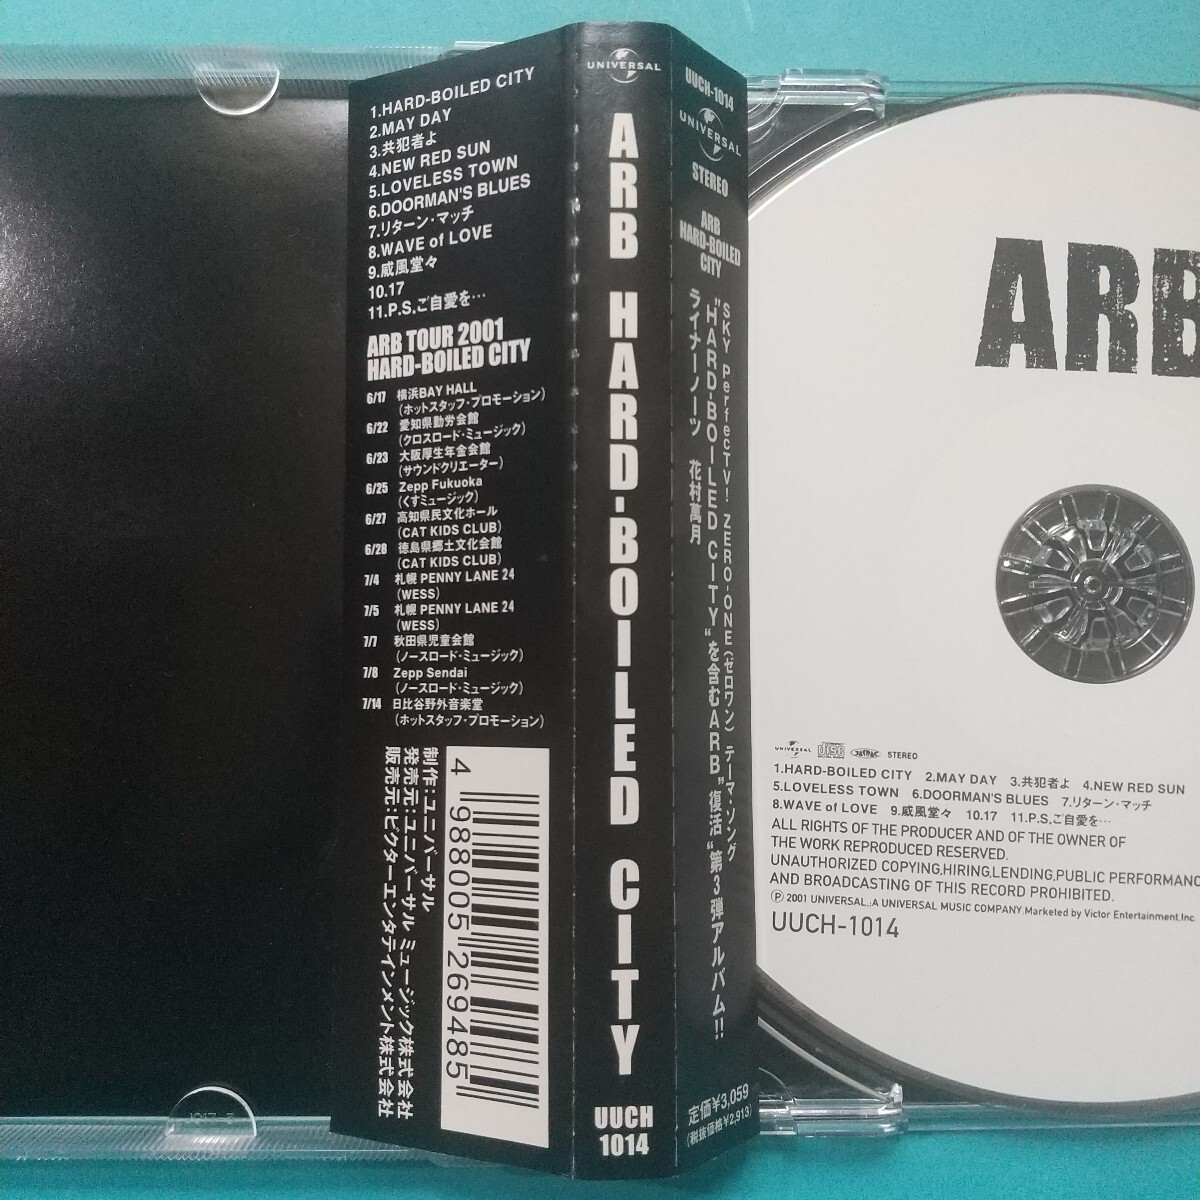 1.HARD-BOILED CITY
2.MAY DAY
3.共犯者よ
4.NEW RED SUN
5.LOVELESS TOWN
6.DOORMAN'S BLUES
7.リターン・マッチ
8.WAVE of LOVE
9.威風堂々
10.17
11.P.S.ご自愛を…
ARB TOUR 2001
HARD-BOILED CITY
6/17 横浜BAY HALL
(ホットスタッフ・プロモーション)
6/22 愛知県勤労会館
(クロスロード・ミュージック)
6/23 大阪厚生年金会館
(サウンドクリエーター)
6/25 Zepp Fukuoka
(くすミュージック)
6/27 高知県民文化ホール
(CAT KIDS CLUB)
6/28 徳島県郷土文化会館
(CAT KIDS CLUB)
7/4 札幌 PENNY LANE 24
(WESS)
7/5 札幌 PENNY LANE 24
(WESS)
7/7 秋田県児童会館
(ノースロード・ミュージック)
7/8 Zepp Sendai
(ノースロード・ミュージック)
7/14 日比谷野外音楽堂
(ホットスタッフ・プロモーション)
制作:ユニバーサル
発売元:ユニバーサル ミュージック株式会社
販売元:ビクターエンタテインメント株式会社
4 988005 269485
UNIVERSAL
ARB HARD-BOILED CITY
UUCH
1014
UUCH-1014
UNIVERSAL
STEREO
ARB
HARD-BOILED
CITY
SKY PerfecTV! ZERO-ONE(ゼロワン) テーマ・ソング
"HARD-BOILED CITY"を含むARB"復活"第3弾アルバム!!
ライナーノーツ 花村萬月
定価¥3,059
(税抜価格¥2,913)
ARB
UNIVERSAL STEREO
1.HARD-BOILED CITY 2.MAY DAY 3.共犯者よ 4.NEW RED SUN
5.LOVELESS TOWN 6.DOORMAN'S BLUES 7.リターン・マッチ
8.WAVE of LOVE 9.威風堂々 10.17 11.P.S.ご自愛を…
ALL RIGHTS OF THE PRODUCER AND OF THE OWNER OF
THE WORK REPRODUCED RESERVED.
UNAUTHORIZED COPYING,HIRING,LENDING,PUBLIC PERFORMANC
AND BROADCASTING OF THIS RECORD PROHIBITED.
Ⓟ 2001 UNIVERSAL.:A UNIVERSAL MUSIC COMPANY.Marketed by Victor Entertainment,Inc.
UUCH-1014